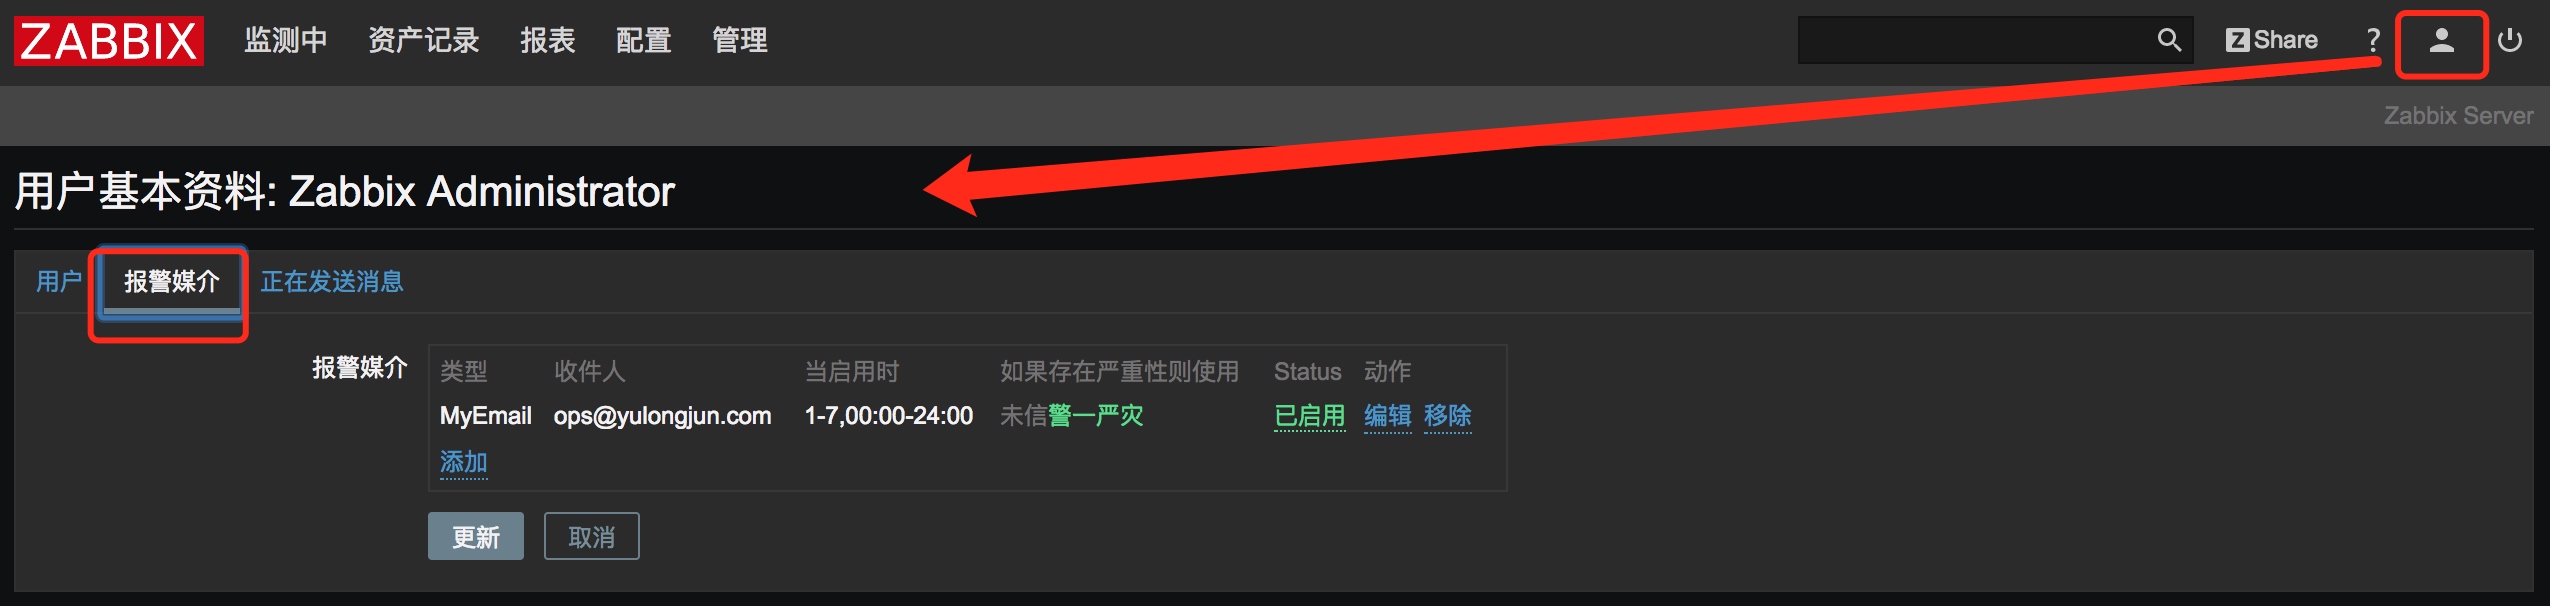 ZABBIX 监测中 资产记录 报表 配置 管理 Z Share ?
Zabbix Server
用户基本资料: Zabbix Administrator
用户 报警媒介 正在发送消息
报警媒介 类型 收件人 当启用时 如果存在严重性则使用 Status 动作
MyEmail ops@yulongjun.com 1-7,00:00-24:00 未信警一严灾 已启用 编辑 移除
添加
更新 取消